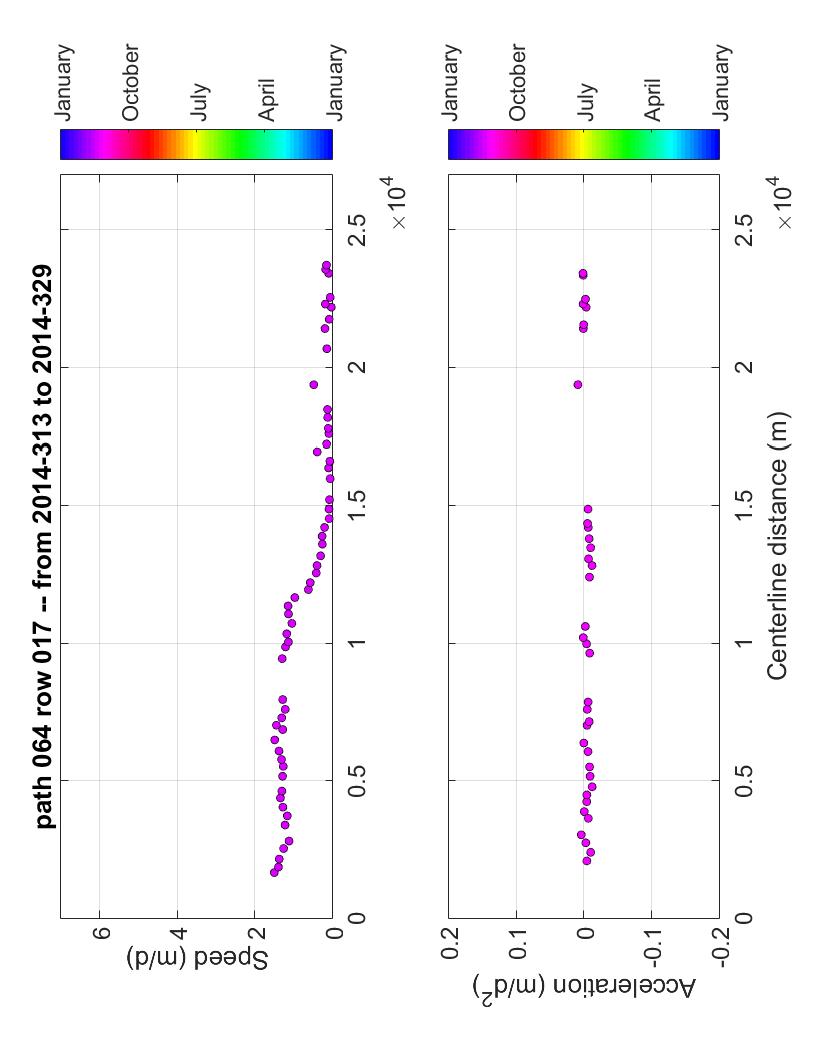 path 064 row 017 -- from 2014-313 to 2014-329
Speed (m/d)
6
4
2
0
0
0.5
1
1.5
2
2.5
×10⁴
January
October
July
April
January
Acceleration (m/d²)
0.2
0.1
0
-0.1
-0.2
0
0.5
1
1.5
2
2.5
×10⁴
Centerline distance (m)
January
October
July
April
January